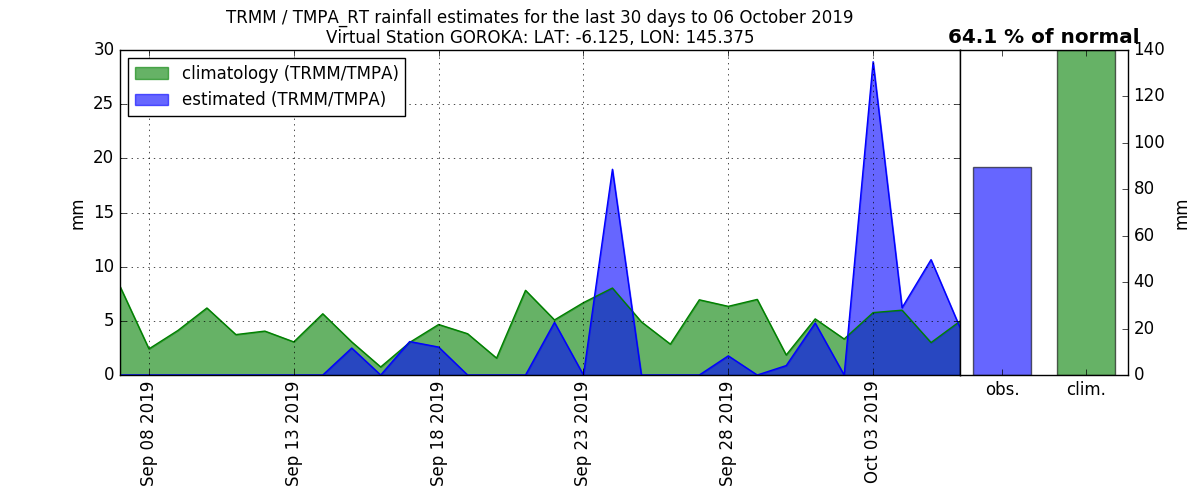 TRMM / TMPA_RT rainfall estimates for the last 30 days to 06 October 2019
Virtual Station GOROKA: LAT: -6.125, LON: 145.375
64.1 % of normal
climatology (TRMM/TMPA)
estimated (TRMM/TMPA)
30
25
20
15
10
5
0
mm
Sep 08 2019
Sep 13 2019
Sep 18 2019
Sep 23 2019
Sep 28 2019
Oct 03 2019
obs.
clim.
140
120
100
80
60
40
20
0
mm